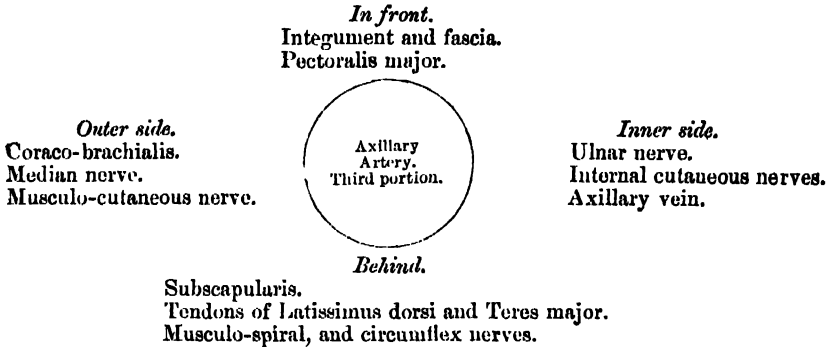 In front.
Integument and fascia.
Pectoralis major.
Outer side.
Coraco-brachialis.
Median nerve.
Musculo-cutaneous nerve.
Axillary
Artery.
Third portion.
Inner side.
Ulnar nerve.
Internal cutaneous nerves.
Axillary vein.
Behind.
Subscapularis.
Tendons of Latissimus dorsi and Teres major.
Musculo-spiral, and circumflex nerves.